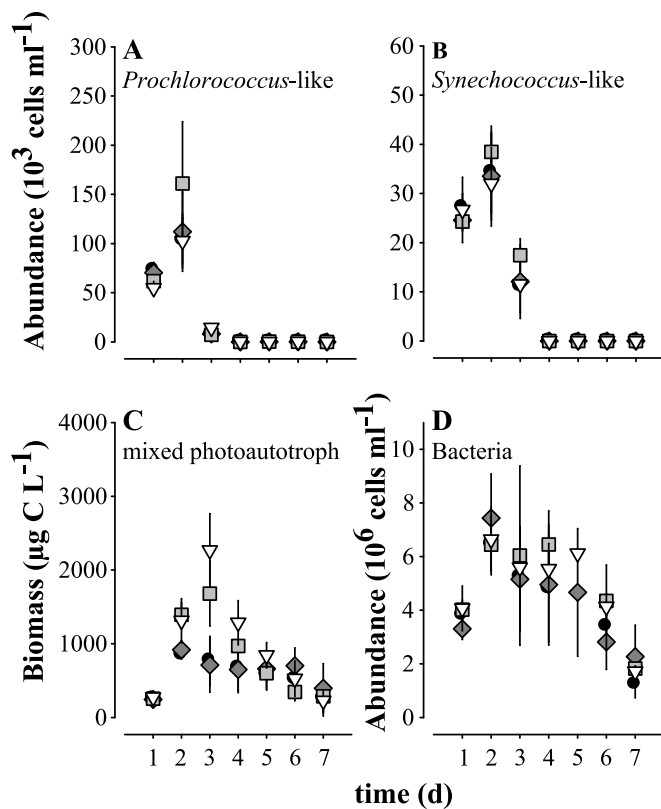 A
Prochlorococcus-like
B
Synechococcus-like
Abundance (10³ cells ml⁻¹)
300
250
200
150
100
50
0
60
40
30
20
10
0
C
mixed photoautotroph
D
Bacteria
Biomass (µg C L⁻¹)
4000
3000
2000
1000
0
Abundance (10⁶ cells ml⁻¹)
10
8
6
4
2
0
1 2 3 4 5 6 7
1 2 3 4 5 6 7
time (d)